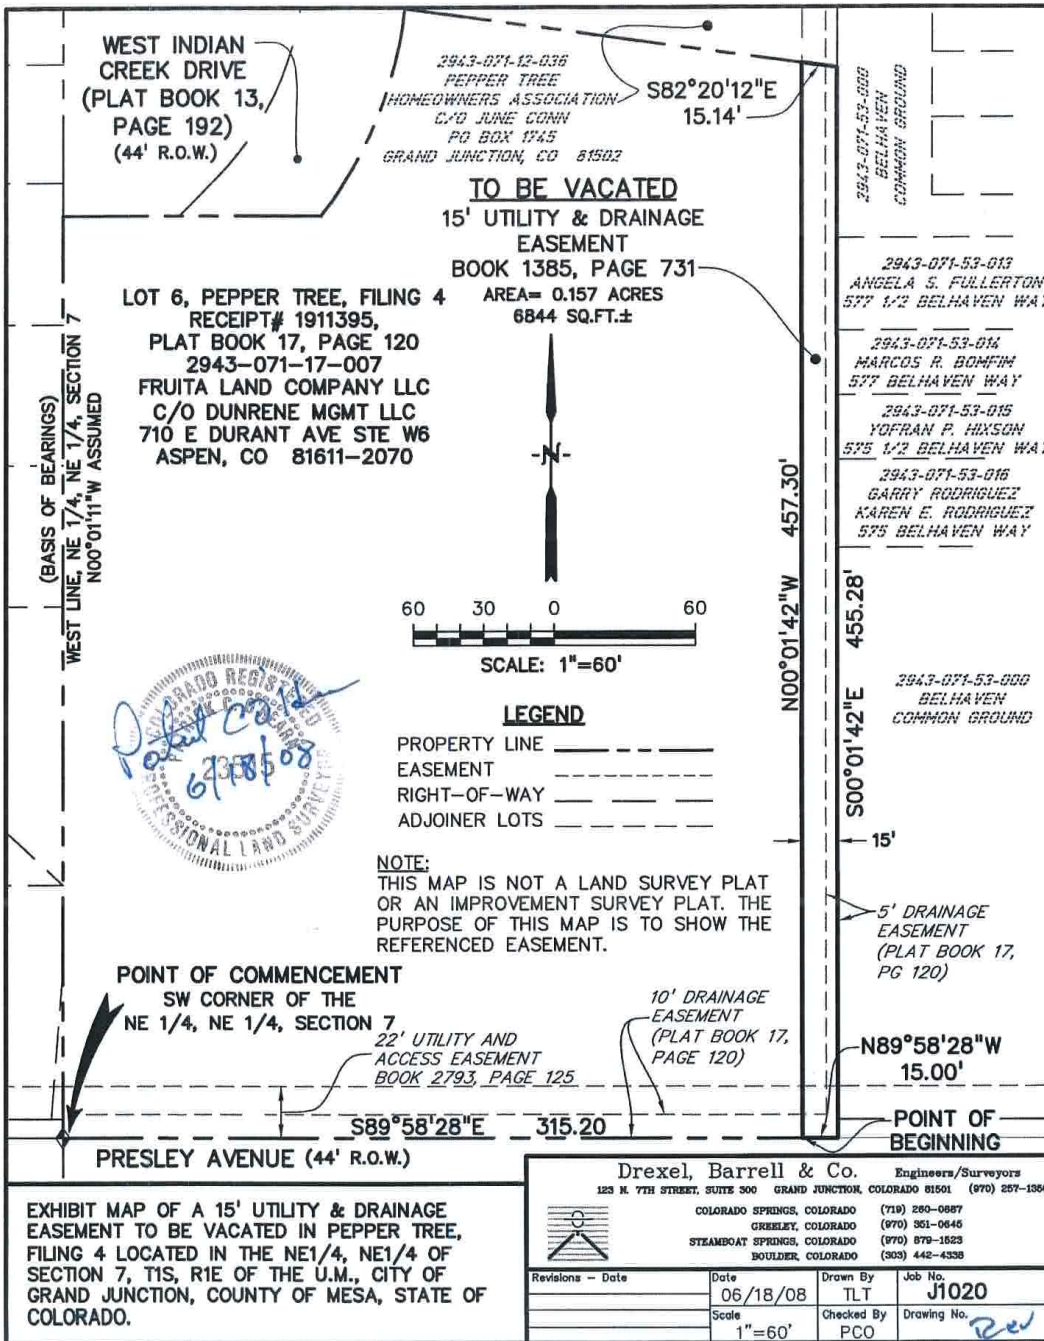 WEST INDIAN
CREEK DRIVE
(PLAT BOOK 13,
PAGE 192)
(44' R.O.W.)
2943-071-12-036
PEPPER TREE
HOMEOWNERS ASSOCIATION
C/O JUNE CONN
PO BOX 1745
GRAND JUNCTION, CO 81502
S82°20'12"E
15.14'
2943-071-53-000
BELHAVEN
COMMON GROUND
TO BE VACATED
15' UTILITY & DRAINAGE
EASEMENT
BOOK 1385, PAGE 731
AREA= 0.157 ACRES
6844 SQ.FT.±
LOT 6, PEPPER TREE, FILING 4
RECEIPT# 1911395,
PLAT BOOK 17, PAGE 120
2943-071-17-007
FRUITA LAND COMPANY LLC
C/O DUNRENE MGMT LLC
710 E DURANT AVE STE W6
ASPEN, CO 81611-2070
2943-071-53-013
ANGELA S. FULLERTON
577 1/2 BELHAVEN WAY
2943-071-53-014
MARCOS R. BOMFIM
577 BELHAVEN WAY
2943-071-53-015
YOFRAN P. HIXSON
575 1/2 BELHAVEN WAY
2943-071-53-016
GARRY RODRIGUEZ
KAREN E. RODRIGUEZ
575 BELHAVEN WAY
(BASIS OF BEARINGS)
WEST LINE, NE 1/4, NE 1/4, SECTION 7
N00°01'11"W ASSUMED
-N-
N00°01'42"W 457.30'
S00°01'42"E 455.28'
60 30 0 60
SCALE: 1"=60'
2943-071-53-000
BELHAVEN
COMMON GROUND
COLORADO REGISTERED
PROFESSIONAL LAND SURVEYOR
6/18/08
LEGEND
PROPERTY LINE
EASEMENT
RIGHT-OF-WAY
ADJOINER LOTS
15'
NOTE:
THIS MAP IS NOT A LAND SURVEY PLAT
OR AN IMPROVEMENT SURVEY PLAT. THE
PURPOSE OF THIS MAP IS TO SHOW THE
REFERENCED EASEMENT.
5' DRAINAGE
EASEMENT
(PLAT BOOK 17,
PG 120)
POINT OF COMMENCEMENT
SW CORNER OF THE
NE 1/4, NE 1/4, SECTION 7
22' UTILITY AND
ACCESS EASEMENT
BOOK 2793, PAGE 125
10' DRAINAGE
EASEMENT
(PLAT BOOK 17,
PAGE 120)
N89°58'28"W
15.00'
S89°58'28"E 315.20
POINT OF
BEGINNING
PRESLEY AVENUE (44' R.O.W.)
EXHIBIT MAP OF A 15' UTILITY & DRAINAGE
EASEMENT TO BE VACATED IN PEPPER TREE,
FILING 4 LOCATED IN THE NE1/4, NE1/4 OF
SECTION 7, T1S, R1E OF THE U.M., CITY OF
GRAND JUNCTION, COUNTY OF MESA, STATE OF
COLORADO.
Drexel, Barrell & Co. Engineers/Surveyors
123 N. 7TH STREET, SUITE 300 GRAND JUNCTION, COLORADO 81501 (970) 257-1364
COLORADO SPRINGS, COLORADO (719) 260-0887
GREELEY, COLORADO (970) 351-0645
STEAMBOAT SPRINGS, COLORADO (970) 879-1523
BOULDER, COLORADO (303) 442-4338
Revisions - Date
Date
06/18/08
Drawn By
TLT
Job No.
J1020
Scale
1"=60'
Checked By
PCO
Drawing No.